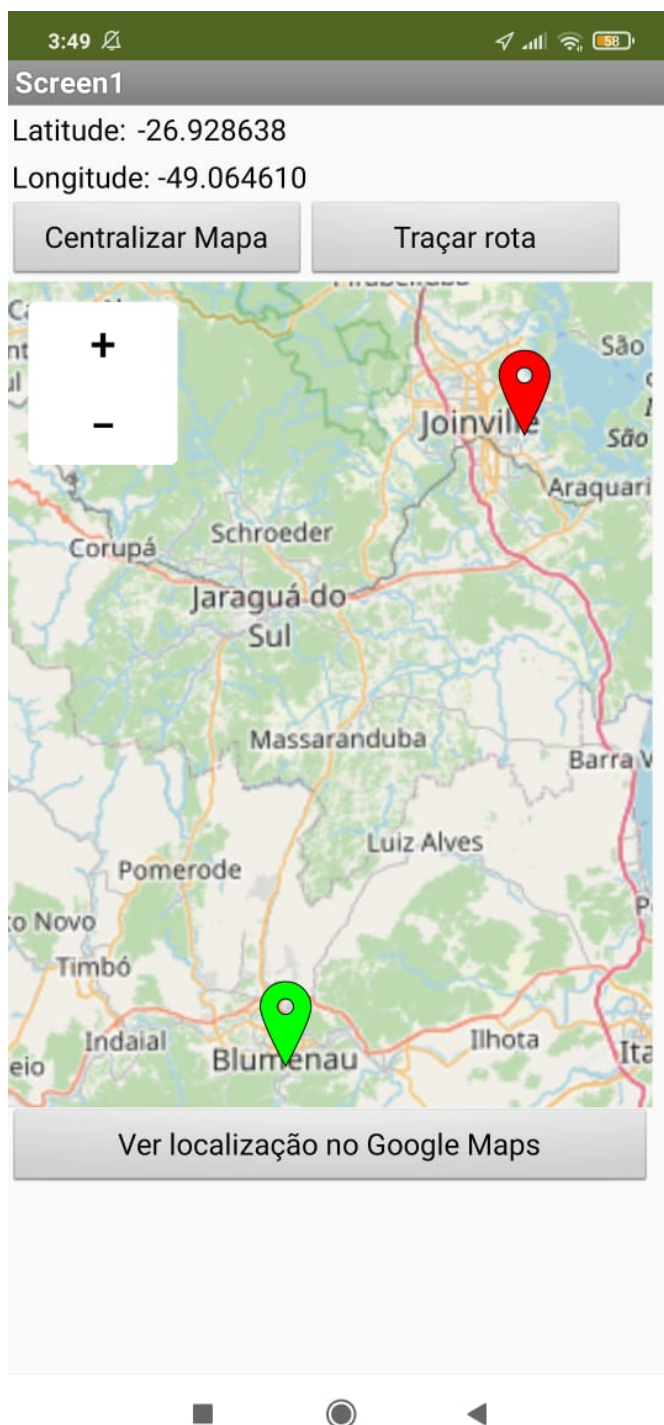 3:49
58
Screen1
Latitude: -26.928638
Longitude: -49.064610
Centralizar Mapa Traçar rota
+
São
−
Joinville
São
Araquari
Schroeder
Corupá
Jaraguá do
Sul
Massaranduba
Barra V
Luiz Alves
Pomerode
o Novo
Timbó
Indaial
Ilhota
Ita
eio
Blumenau
Ver localização no Google Maps